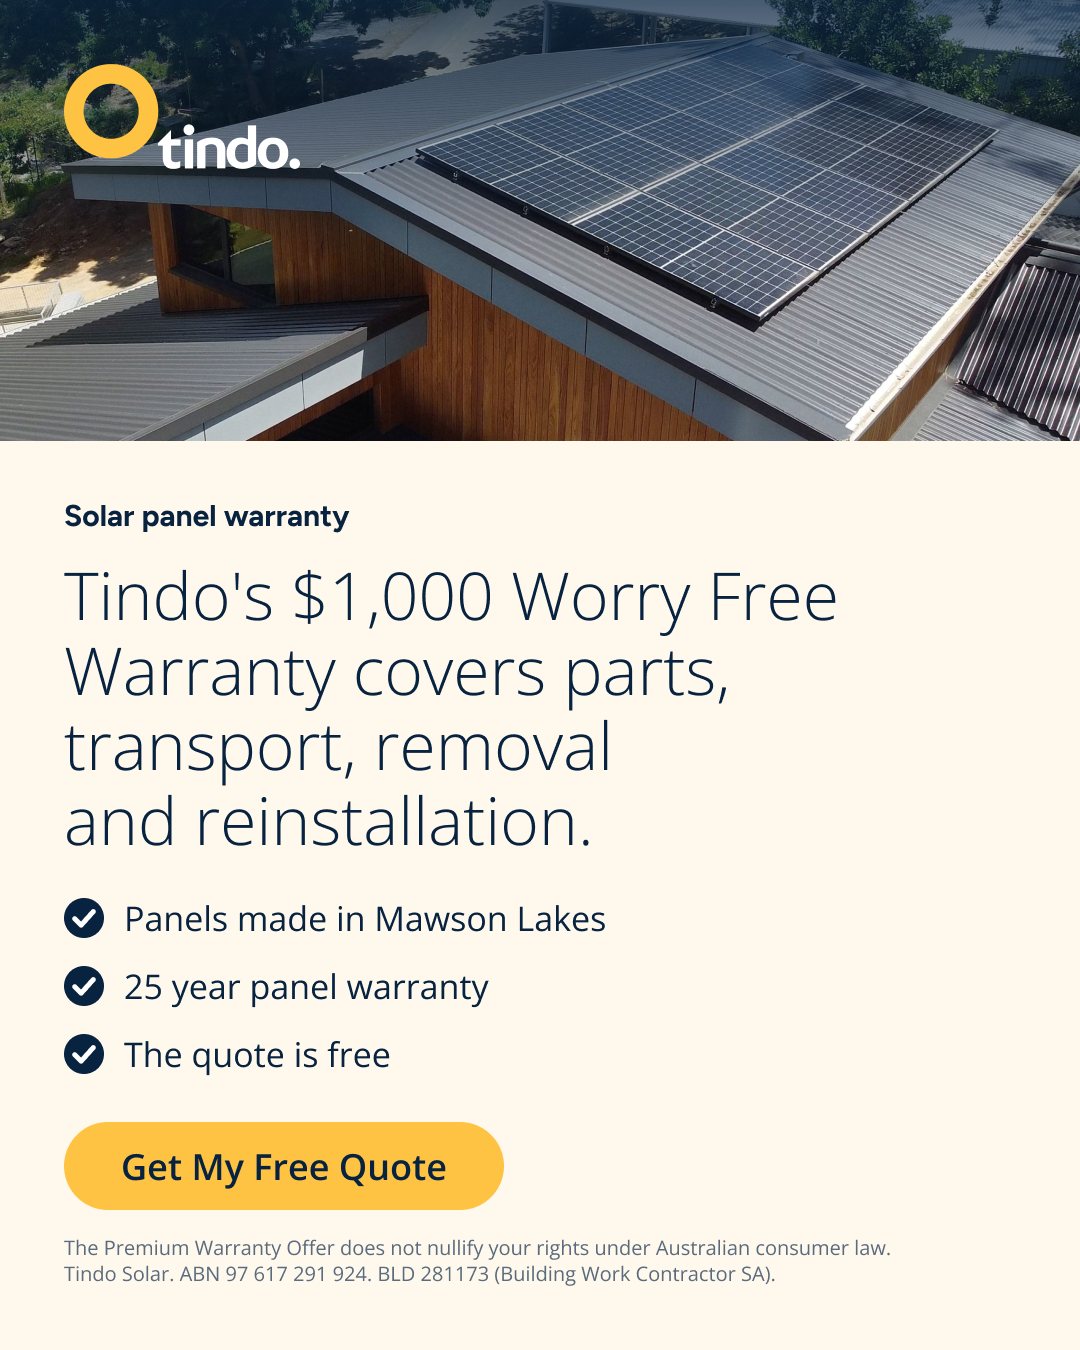 tindo.
Solar panel warranty
Tindo's $1,000 Worry Free
Warranty covers parts,
transport, removal
and reinstallation.
Panels made in Mawson Lakes
25 year panel warranty
The quote is free
Get My Free Quote
The Premium Warranty Offer does not nullify your rights under Australian consumer law.
Tindo Solar. ABN 97 617 291 924. BLD 281173 (Building Work Contractor SA).